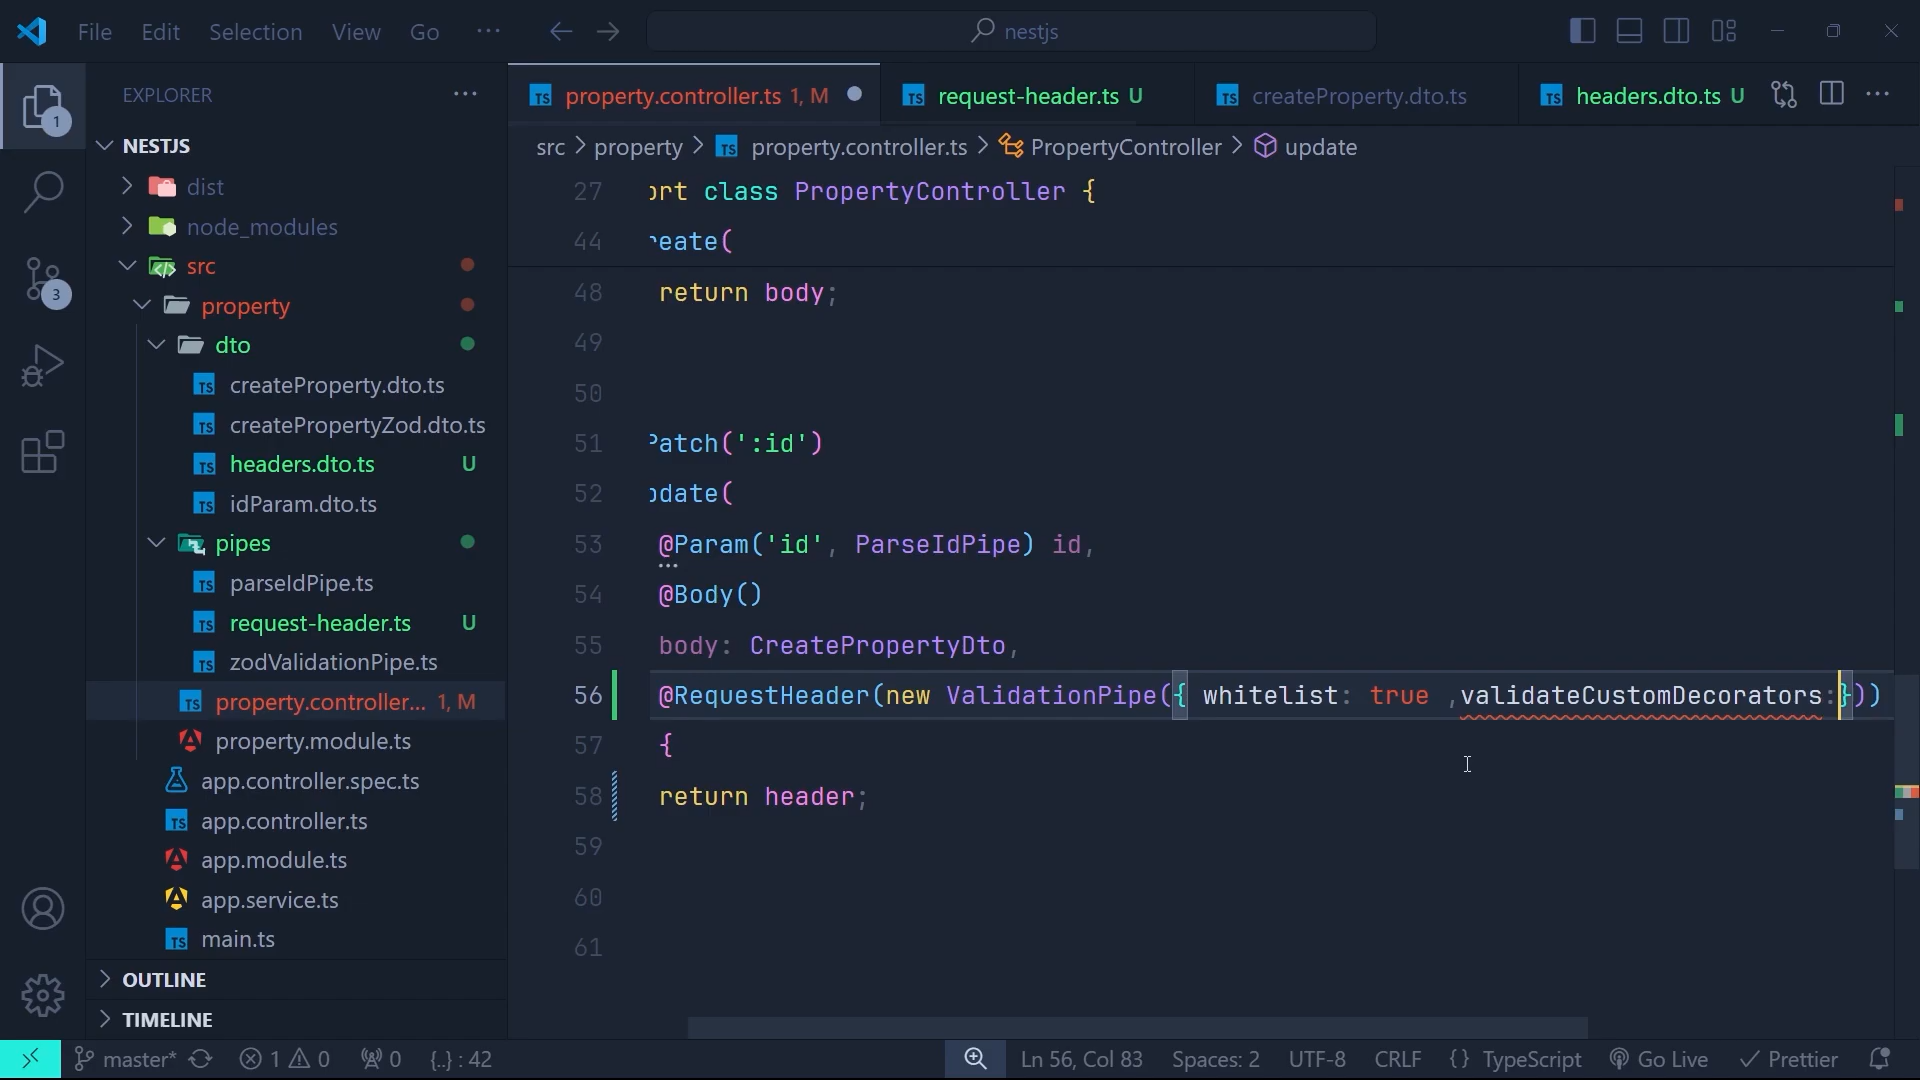 File Edit Selection View Go ··· nestjs
EXPLORER ···
property.controller.ts 1, M
request-header.ts U
createProperty.dto.ts
headers.dto.ts U
src > property > TS property.controller.ts > PropertyController > update
1
3
NESTJS
dist
node_modules
src
property
dto
createProperty.dto.ts
createPropertyZod.dto.ts
headers.dto.ts U
idParam.dto.ts
pipes
parseIdPipe.ts
request-header.ts U
zodValidationPipe.ts
property.controller... 1, M
property.module.ts
app.controller.spec.ts
app.controller.ts
app.module.ts
app.service.ts
main.ts
OUTLINE
TIMELINE
27 ort class PropertyController {
44 reate(
48 return body;
49
50
51 Patch(':id')
52 pdate(
53 @Param('id', ParseIdPipe) id,
54 @Body()
55 body: CreatePropertyDto,
56 @RequestHeader(new ValidationPipe({ whitelist: true ,validateCustomDecorators:}))
57 {
58 return header;
59
60
61
master* 1 0 0 {..} : 42
Ln 56, Col 83 Spaces: 2 UTF-8 CRLF {} TypeScript Go Live Prettier